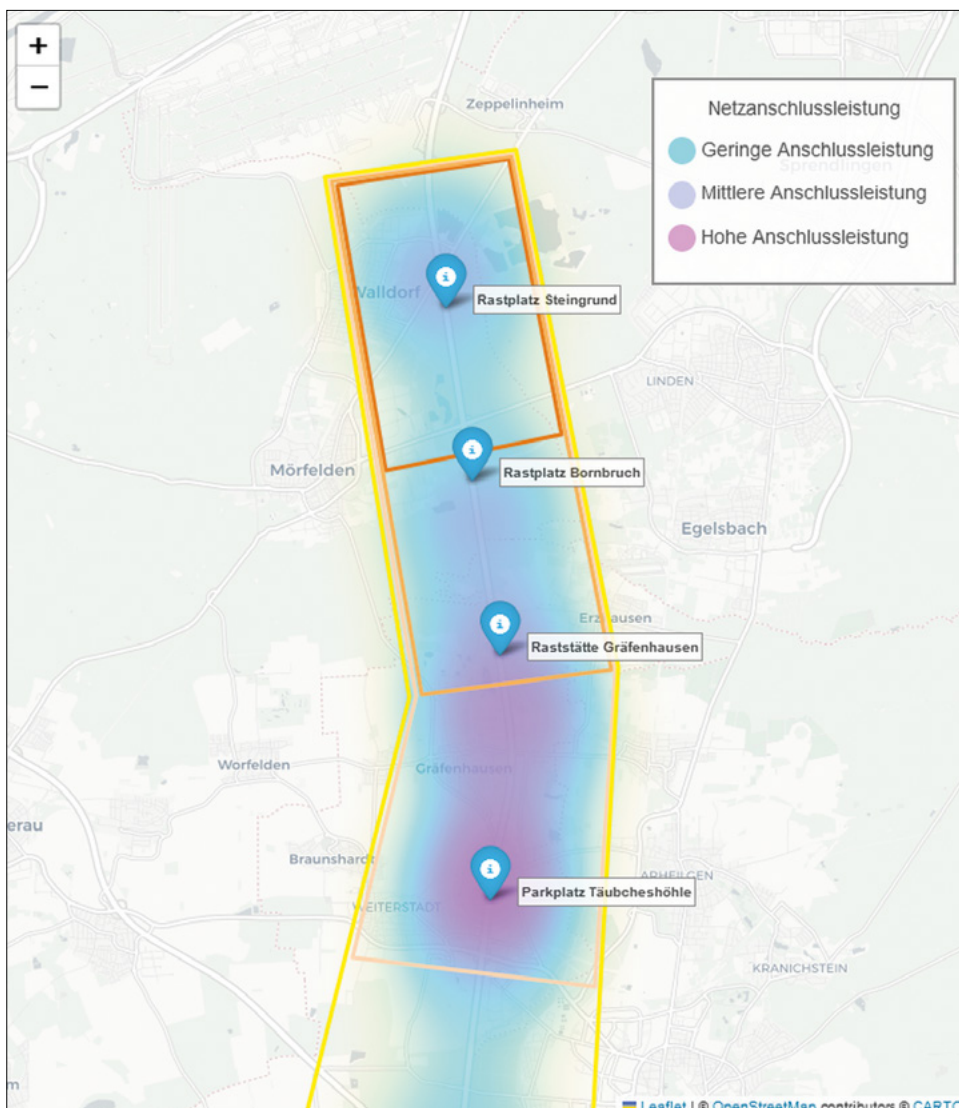 +
−
Zeppelinheim
Netzanschlussleistung
Geringe Anschlussleistung
Sprendlingen
Mittlere Anschlussleistung
Hohe Anschlussleistung
Walldorf
Rastplatz Steingrund
LINDEN
Rastplatz Bornbruch
Mörfelden
Egelsbach
Raststätte Gräfenhausen
Worfelden
Gräfenhausen
erau
Braunshardt
ARHEILGEN
Parkplatz Täubcheshöhle
WEITERSTADT
KRANICHSTEIN
m
Leaflet | © OpenStreetMap contributors © CARTO